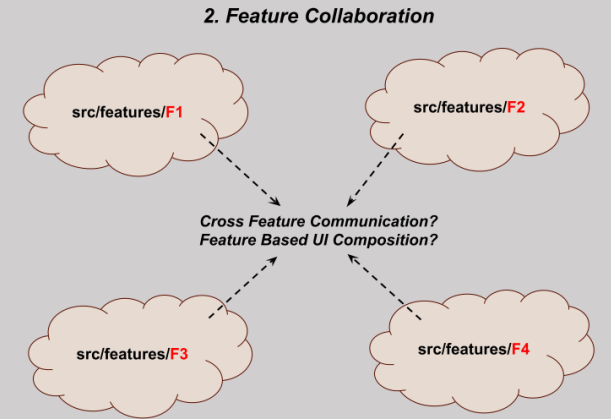 2. Feature Collaboration
src/features/F1
src/features/F2
Cross Feature Communication?
Feature Based UI Composition?
src/features/F3
src/features/F4